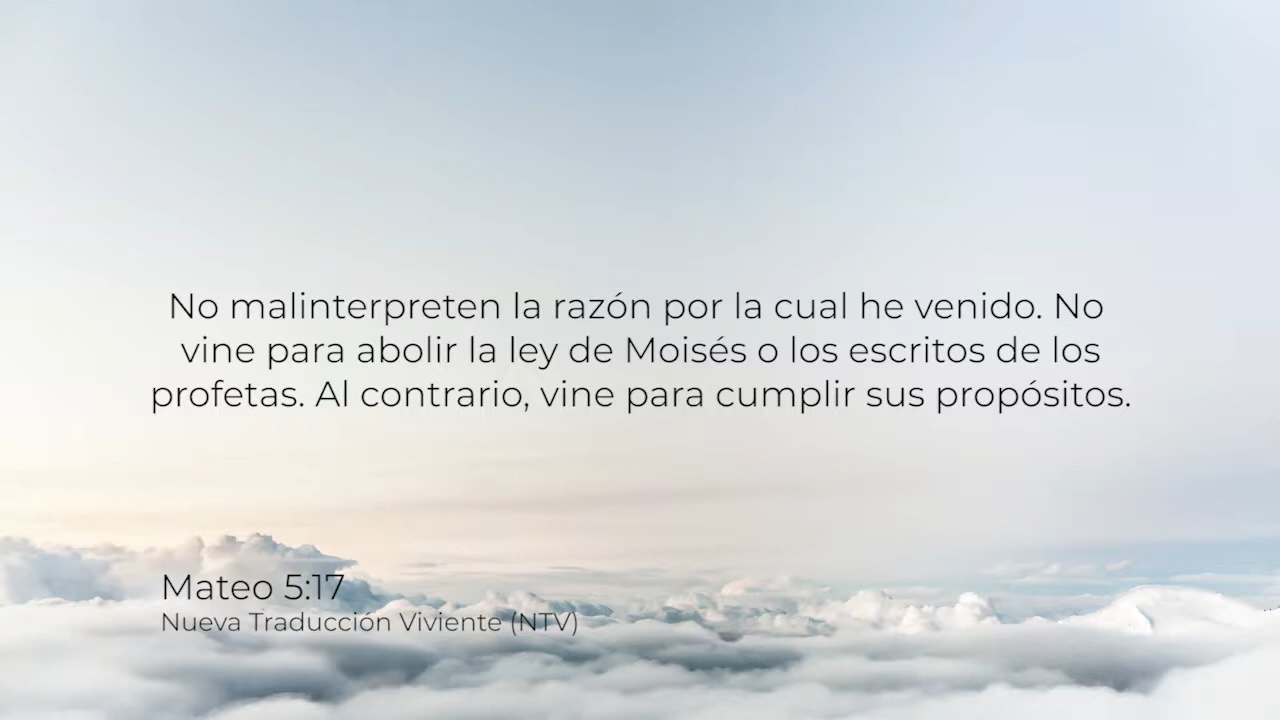 No malinterpreten la razón por la cual he venido. No
vine para abolir la ley de Moisés o los escritos de los
profetas. Al contrario, vine para cumplir sus propósitos.
Mateo 5:17
Nueva Traducción Viviente (NTV)